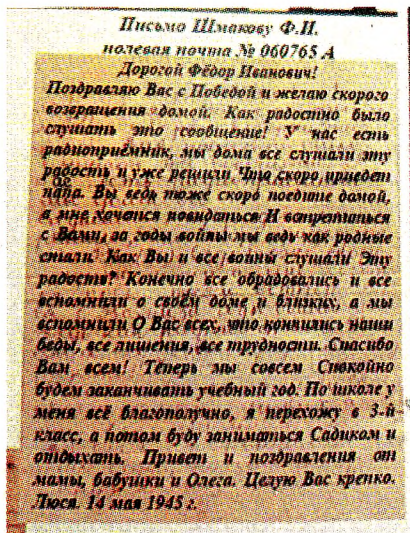 Письмо Шмакову Ф.И.
полевая почта № 060765 А
Дорогой Фёдор Иванович!
Поздравляю Вас с Победой и желаю скорого
возвращения домой. Как радостно было
слушать это сообщение! У нас есть
радиоприёмник, мы дома все слушали эту
радость и уже решили. Что скоро приедет
папа. Вы ведь тоже скоро поедите домой,
а мне хочется повидаться И встретиться
с Вами, за годы войны мы ведь как родные
стали. Как Вы и все воины слушали Эту
радость? Конечно все обрадовались и все
вспомнили о своём доме и близких, а мы
вспомнили О Вас всех, что кончились наши
беды, все лишения, все трудности. Спасибо
Вам всем! Теперь мы совсем Спокойно
будем заканчивать учебный год. По школе у
меня всё благополучно, я перехожу в 3-й
класс, а потом буду заниматься Садиком и
отдыхать. Привет и поздравления от
мамы, бабушки и Олега. Целую Вас крепко.
Люся. 14 мая 1945 г.